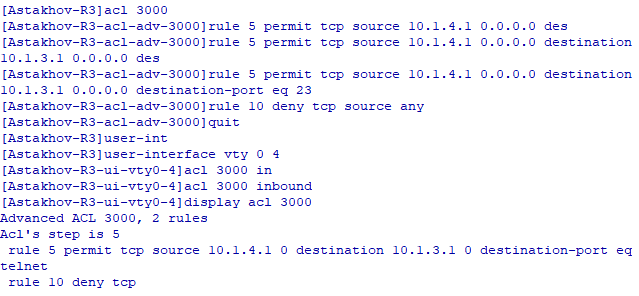 [Astakhov-R3]acl 3000
[Astakhov-R3-acl-adv-3000]rule 5 permit tcp source 10.1.4.1 0.0.0.0 des
[Astakhov-R3-acl-adv-3000]rule 5 permit tcp source 10.1.4.1 0.0.0.0 destination
10.1.3.1 0.0.0.0 des
[Astakhov-R3-acl-adv-3000]rule 5 permit tcp source 10.1.4.1 0.0.0.0 destination
10.1.3.1 0.0.0.0 destination-port eq 23
[Astakhov-R3-acl-adv-3000]rule 10 deny tcp source any
[Astakhov-R3-acl-adv-3000]quit
[Astakhov-R3]user-int
[Astakhov-R3]user-interface vty 0 4
[Astakhov-R3-ui-vty0-4]acl 3000 in
[Astakhov-R3-ui-vty0-4]acl 3000 inbound
[Astakhov-R3-ui-vty0-4]display acl 3000
Advanced ACL 3000, 2 rules
Acl's step is 5
 rule 5 permit tcp source 10.1.4.1 0 destination 10.1.3.1 0 destination-port eq
telnet
 rule 10 deny tcp